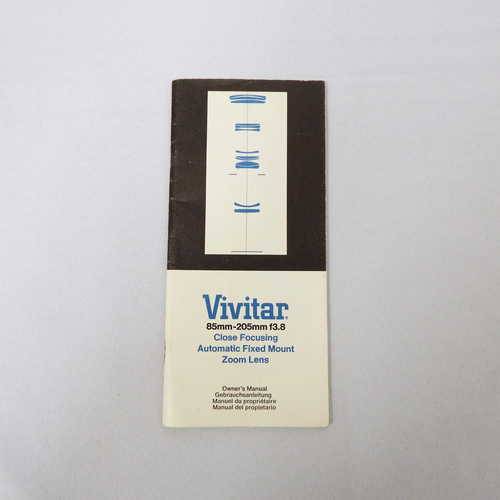 Vivitar®
85mm-205mm f3.8
Close Focusing
Automatic Fixed Mount
Zoom Lens
Owner's Manual
Gebrauchsanleitung
Manuel du propriétaire
Manual del propietario